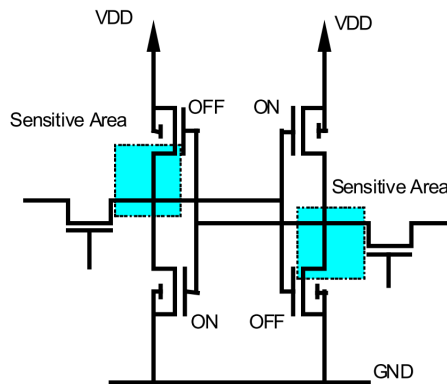 VDD VDD
OFF ON
Sensitive Area
Sensitive Area
ON OFF
GND